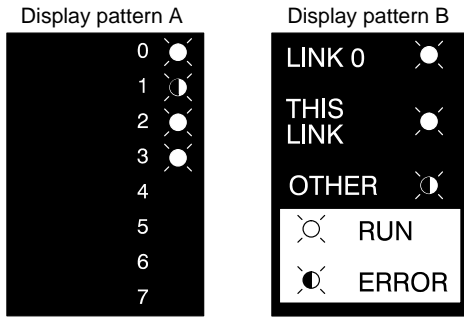 Display pattern A
0
1
2
3
4
5
6
7
Display pattern B
LINK 0
THIS
LINK
OTHER
RUN
ERROR